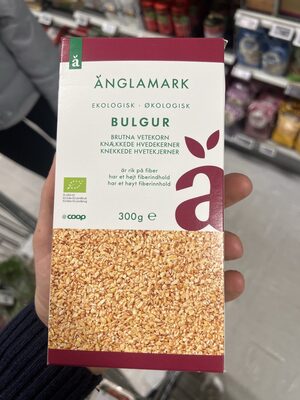 ä
ÄNGLAMARK
EKOLOGISK · ØKOLOGISK
BULGUR
BRUTNA VETEKORN
KNÆKKEDE HVEDEKERNER
KNEKKEDE HVETEKJERNER
är rik på fiber
har et højt fiberindhold
har et høyt fiberinnhold
ä
coop
300g ℮